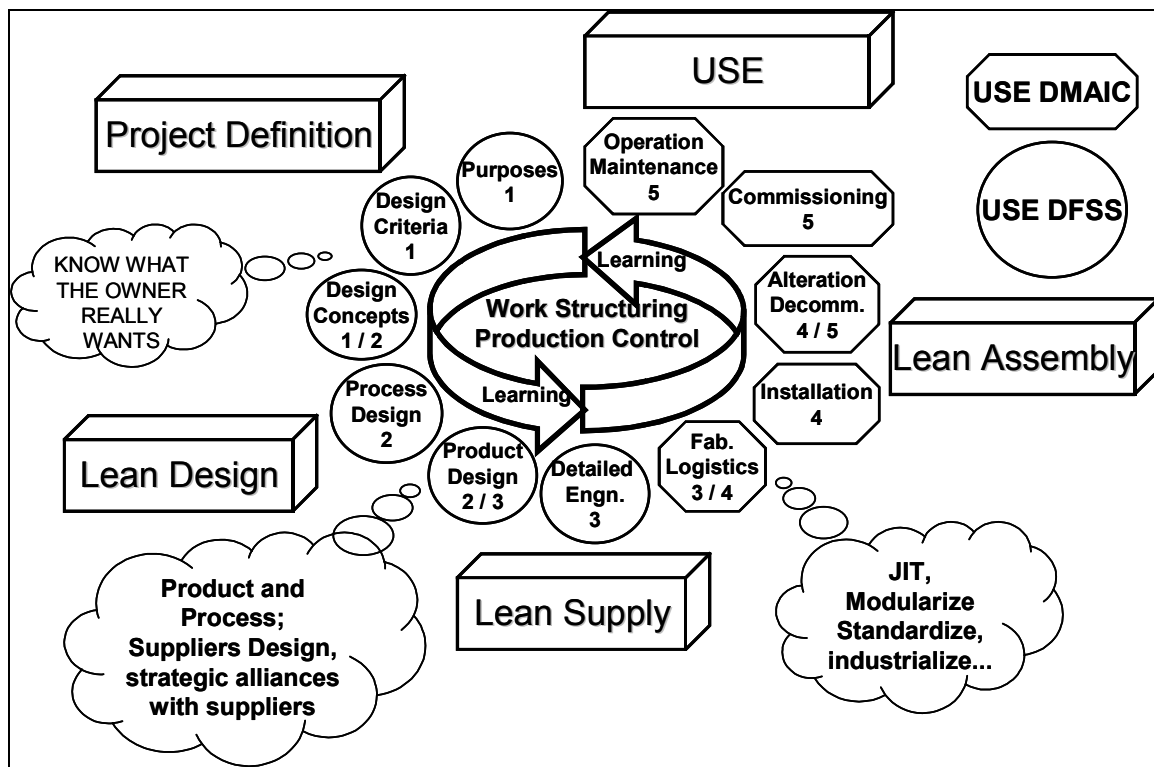 USE
USE DMAIC
Project Definition
Operation
Maintenance
5
Purposes
1
Commissioning
5
USE DFSS
Design
Criteria
1
Learning
KNOW WHAT
THE OWNER
REALLY
WANTS
Design
Concepts
1 / 2
Work Structuring
Production Control
Alteration
Decomm.
4 / 5
Lean Assembly
Process
Design
2
Learning
Installation
4
Lean Design
Product
Design
2 / 3
Detailed
Engn.
3
Fab.
Logistics
3 / 4
Product and
Process;
Suppliers Design,
strategic alliances
with suppliers
Lean Supply
JIT,
Modularize
Standardize,
industrialize...